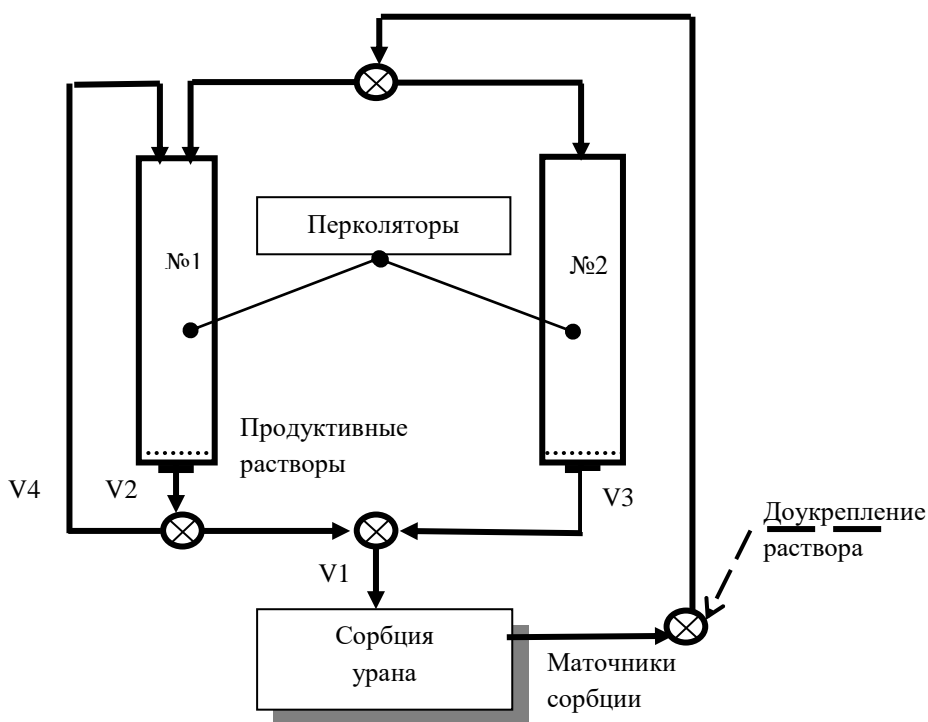 Перколяторы
№1
№2
Продуктивные
растворы
V4
V2
V3
Доукрепление
раствора
V1
Сорбция
урана
Маточники
сорбции